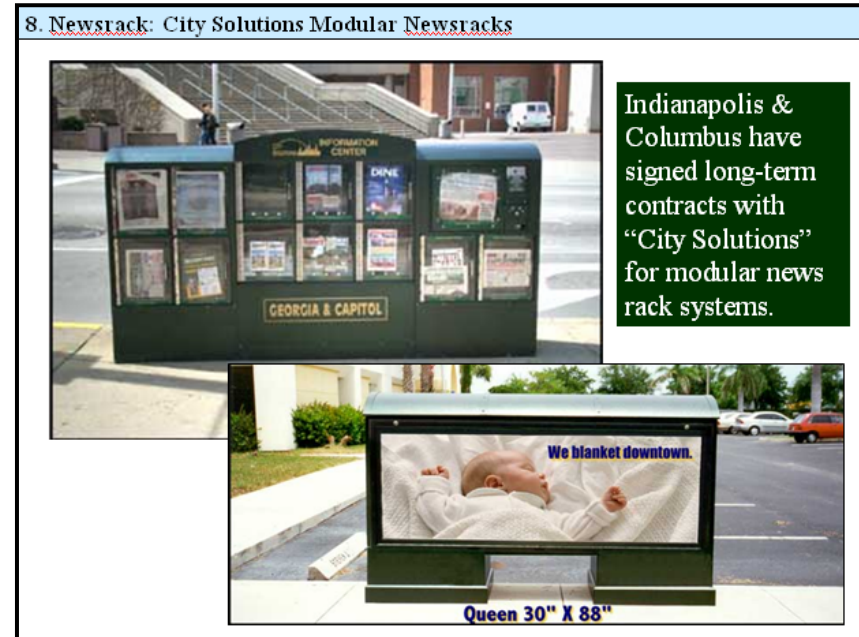 8. Newsrack: City Solutions Modular Newsracks
INFORMATION
CENTER
DINE
GEORGIA & CAPITOL
Indianapolis &
Columbus have
signed long-term
contracts with
“City Solutions”
for modular news
rack systems.
We blanket downtown.
Queen 30" X 88"